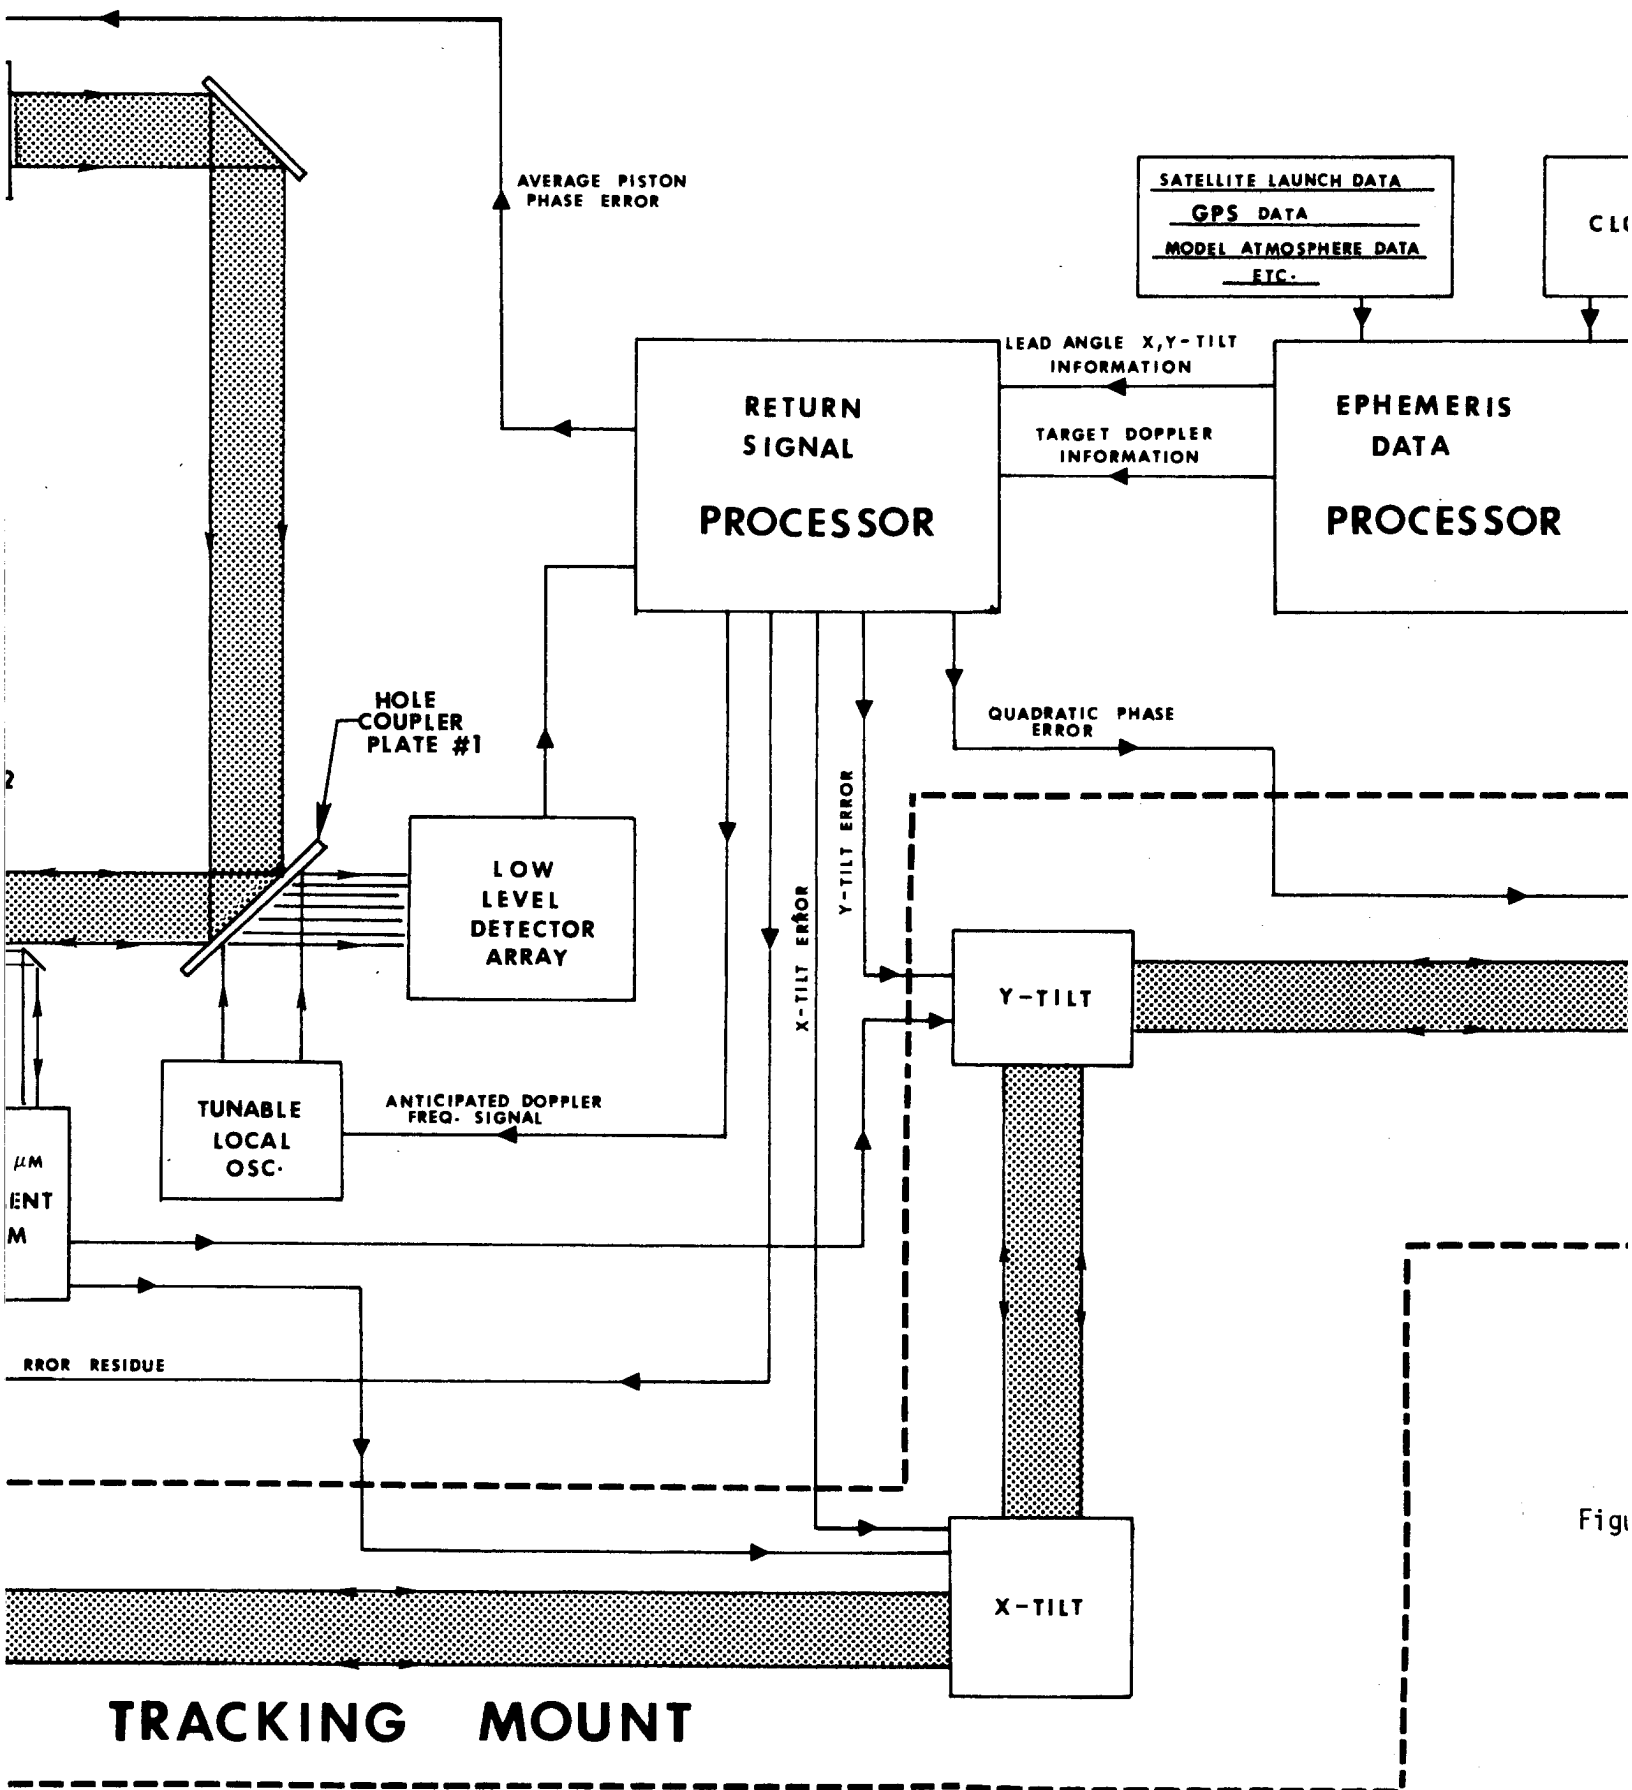 AVERAGE PISTON
PHASE ERROR
SATELLITE LAUNCH DATA
GPS DATA
MODEL ATMOSPHERE DATA
ETC.
LEAD ANGLE X,Y-TILT
INFORMATION
RETURN
SIGNAL
PROCESSOR
TARGET DOPPLER
INFORMATION
EPHEMERIS
DATA
PROCESSOR
HOLE
COUPLER
PLATE #1
QUADRATIC PHASE
ERROR
2
LOW
LEVEL
DETECTOR
ARRAY
X-TILT ERROR
Y-TILT ERROR
Y-TILT
TUNABLE
LOCAL
OSC.
ANTICIPATED DOPPLER
FREQ. SIGNAL
μM
ENT
M
RROR RESIDUE
X-TILT
TRACKING MOUNT